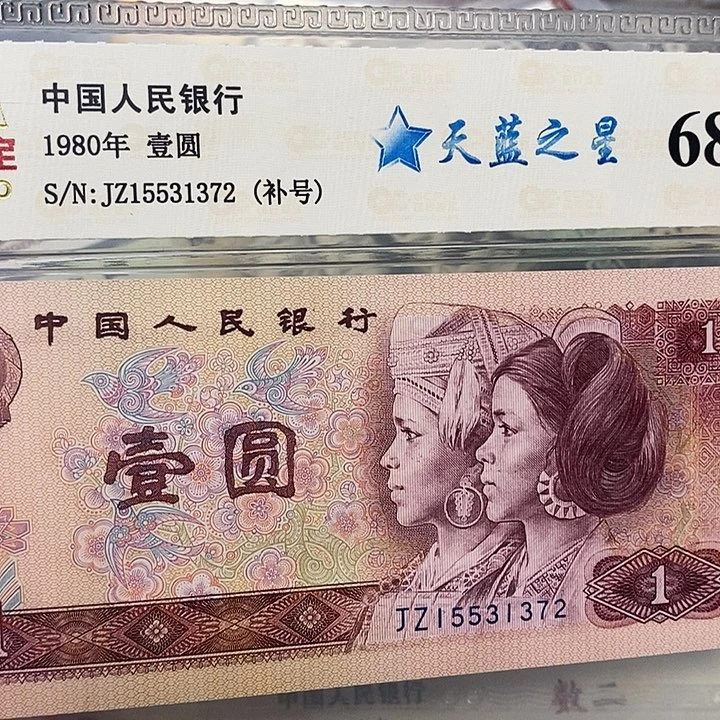 中国人民银行
1980年 壹圆
S/N:JZ15531372 (补号)
定
天蓝之星
68
中国人民银行
1
壹圆
JZ15531372
1